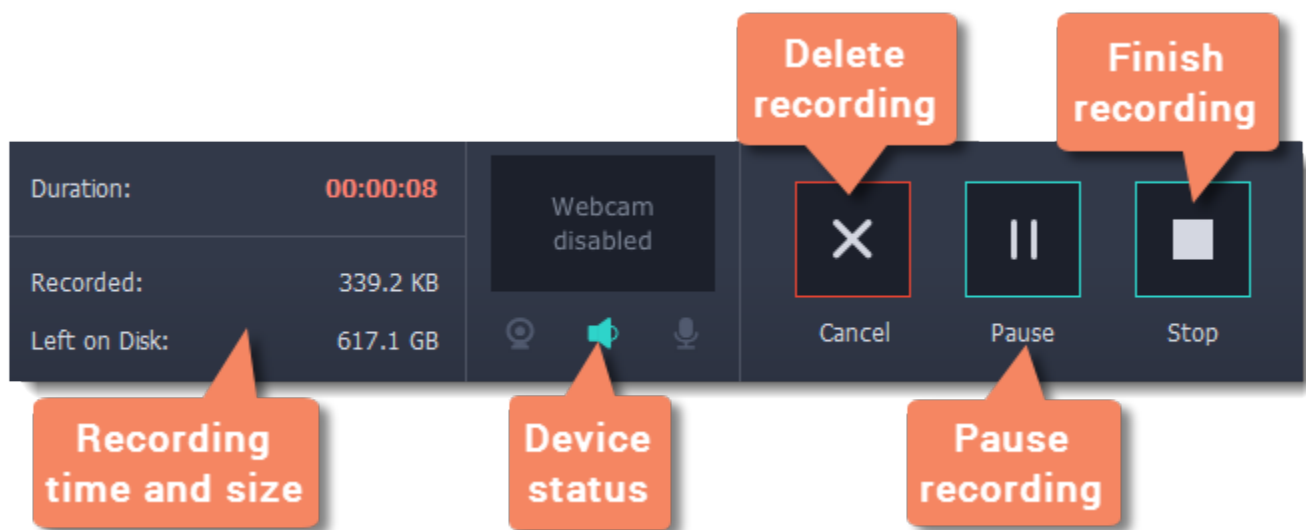 Delete
recording
Finish
recording
Duration: 00:00:08
Webcam
disabled
Recorded: 339.2 KB
Left on Disk: 617.1 GB
Cancel
Pause
Stop
Recording
time and size
Device
status
Pause
recording